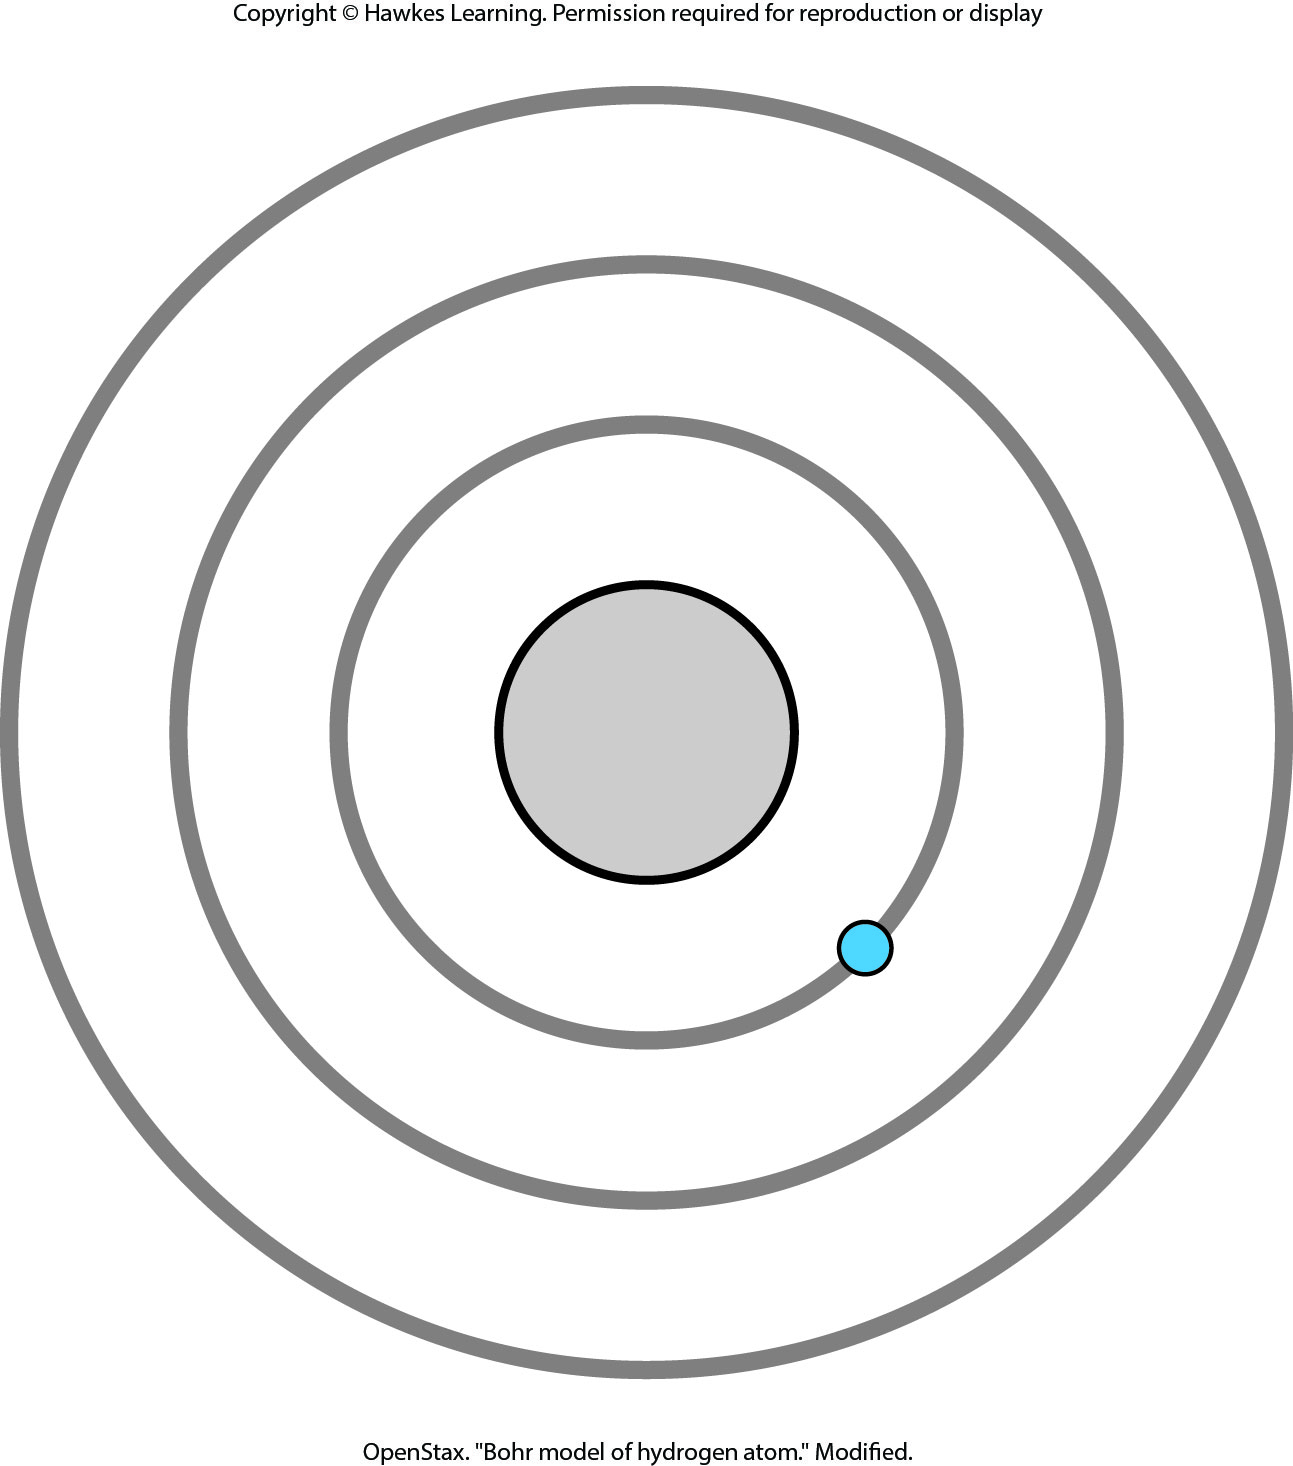 Copyright © Hawkes Learning. Permission required for reproduction or display
OpenStax. "Bohr model of hydrogen atom." Modified.